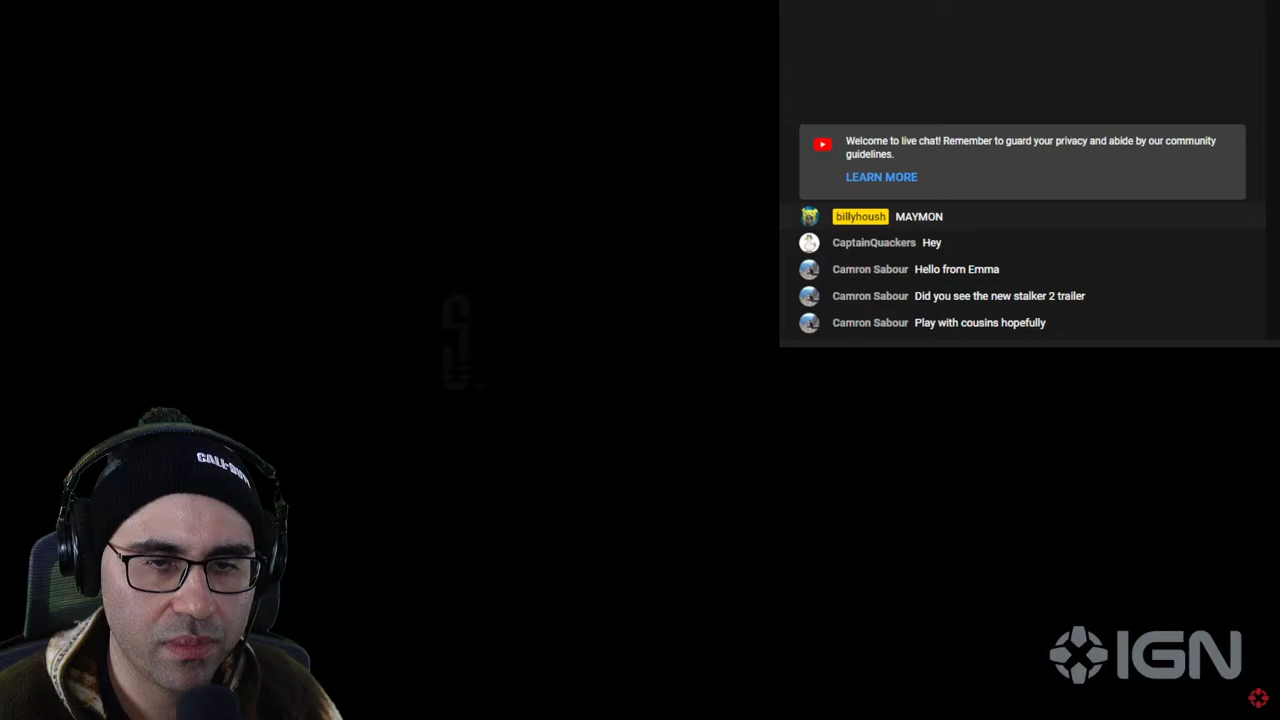 Welcome to live chat! Remember to guard your privacy and abide by our community
guidelines.
LEARN MORE
billyhoush MAYMON
CaptainQuackers Hey
Camron Sabour Hello from Emma
Camron Sabour Did you see the new stalker 2 trailer
Camron Sabour Play with cousins hopefully
CALL OF DU
IGN